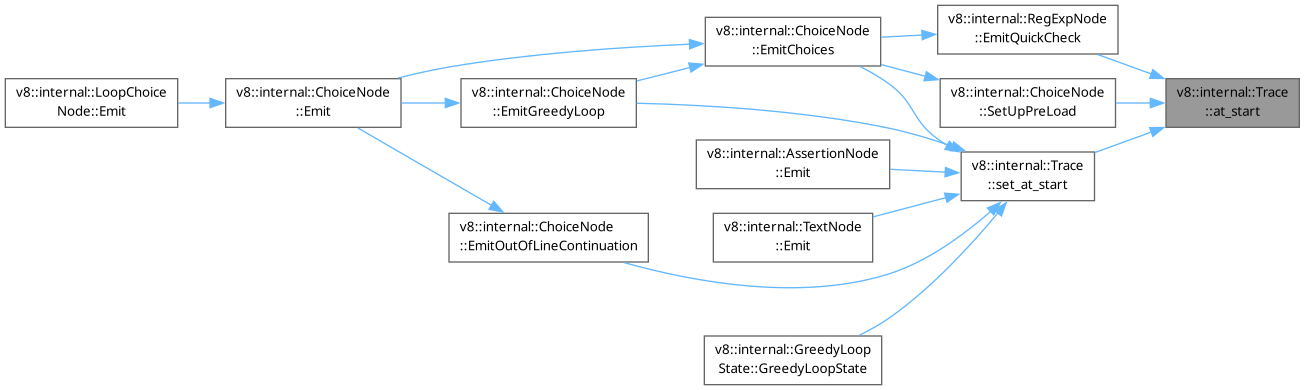 v8::internal::LoopChoice
Node::Emit
v8::internal::ChoiceNode
::Emit
v8::internal::ChoiceNode
::EmitGreedyLoop
v8::internal::ChoiceNode
::EmitOutOfLineContinuation
v8::internal::ChoiceNode
::EmitChoices
v8::internal::AssertionNode
::Emit
v8::internal::TextNode
::Emit
v8::internal::GreedyLoop
State::GreedyLoopState
v8::internal::RegExpNode
::EmitQuickCheck
v8::internal::ChoiceNode
::SetUpPreLoad
v8::internal::Trace
::set_at_start
v8::internal::Trace
::at_start